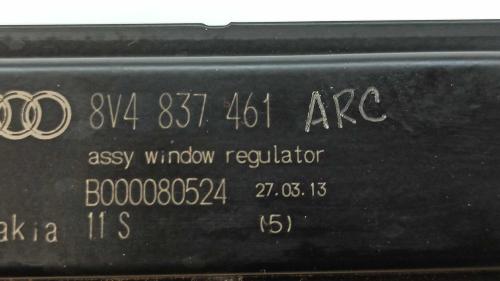 8V4 837 461 ARC
assy window regulator
B000080524 27.03.13
akia 11 S (5)